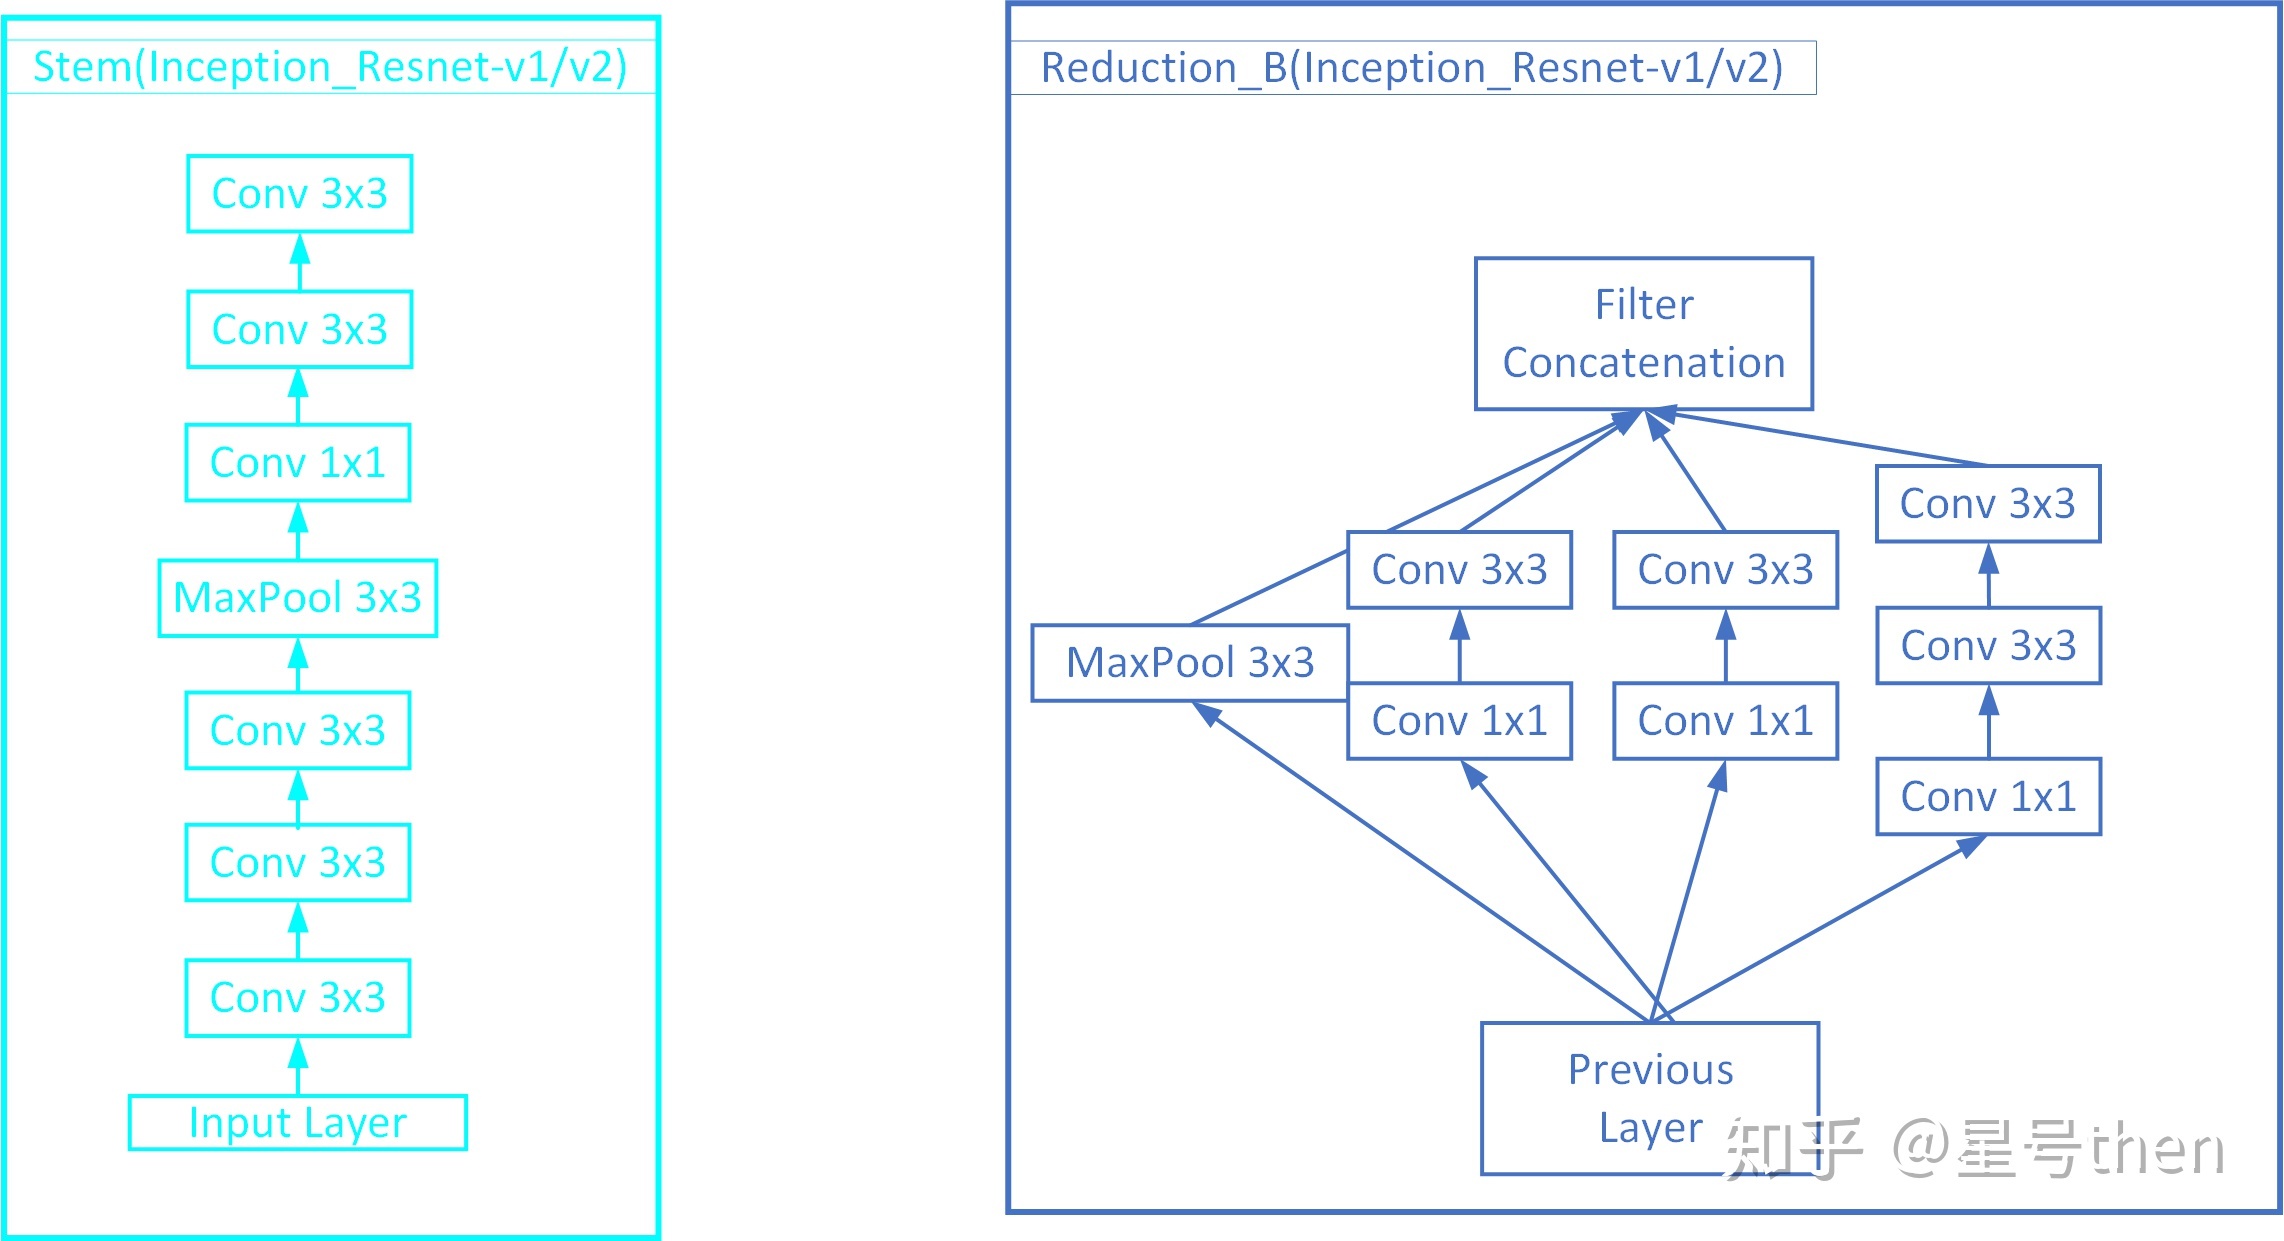 Stem(Inception_Resnet-v1/v2)
Conv 3x3
Conv 3x3
Conv 1x1
MaxPool 3x3
Conv 3x3
Conv 3x3
Conv 3x3
Input Layer
Reduction_B(Inception_Resnet-v1/v2)
Filter
Concatenation
Conv 3x3
Conv 3x3
Conv 3x3
Conv 3x3
MaxPool 3x3
Conv 1x1
Conv 1x1
Conv 1x1
Previous
Layer
知乎 @星号then